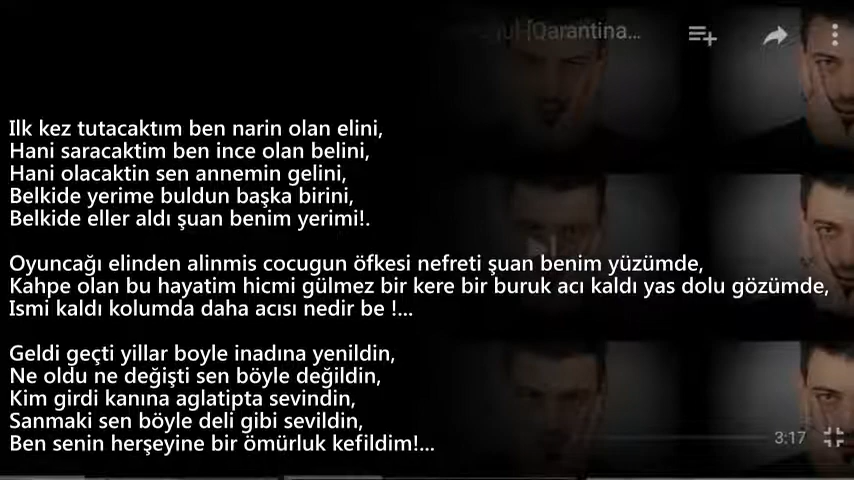 [Qarantina...
Ilk kez tutacaktım ben narin olan elini,
Hani saracaktim ben ince olan belini,
Hani olacaktin sen annemin gelini,
Belkide yerime buldun başka birini,
Belkide eller aldı şuan benim yerimi!.
Oyuncağı elinden alinmis cocugun öfkesi nefreti şuan benim yüzümde,
Kahpe olan bu hayatim hicmi gülmez bir kere bir buruk acı kaldı yas dolu gözümde,
Ismi kaldı kolumda daha acısı nedir be !...
Geldi geçti yillar boyle inadına yenildin,
Ne oldu ne değişti sen böyle değildin,
Kim girdi kanına aglatipta sevindin,
Sanmaki sen böyle deli gibi sevildin,
Ben senin herşeyine bir ömürluk kefildim!...
3:17